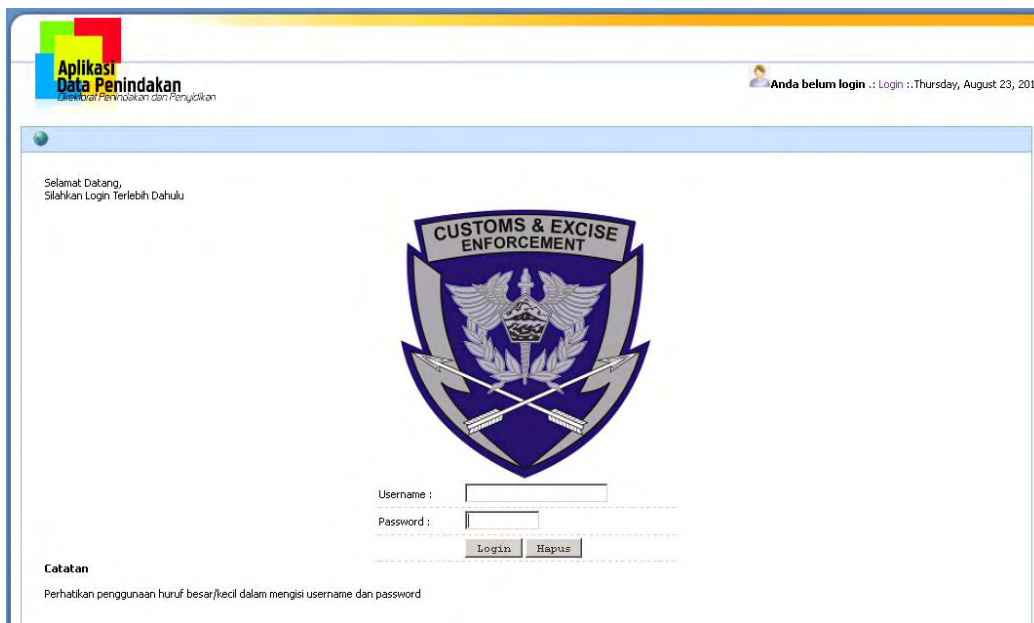 Aplikasi
Data Penindakan
Direktorat Penindakan dan Penyidikan
Anda belum login .: Login :. Thursday, August 23, 201
Selamat Datang,
Silahkan Login Terlebih Dahulu
CUSTOMS & EXCISE
ENFORCEMENT
Username :
Password :
Login Hapus
Catatan
Perhatikan penggunaan huruf besar/kecil dalam mengisi username dan password